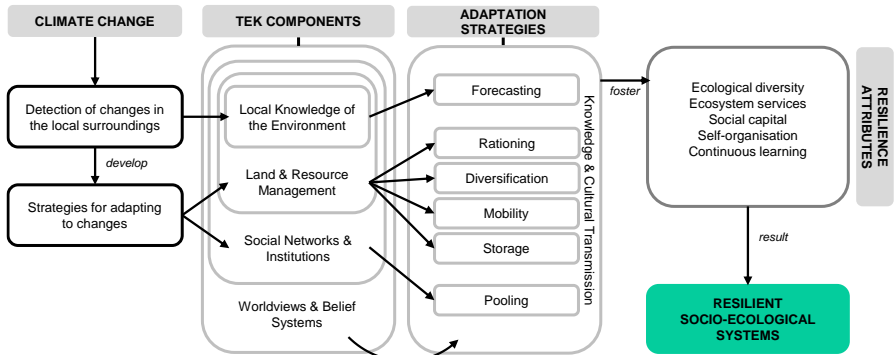 CLIMATE CHANGE
TEK COMPONENTS
ADAPTATION
STRATEGIES
Detection of changes in
the local surroundings
develop
Strategies for adapting
to changes
Local Knowledge of
the Environment
Land & Resource
Management
Social Networks &
Institutions
Worldviews & Belief
Systems
Forecasting
Rationing
Diversification
Mobility
Storage
Pooling
Knowledge & Cultural Transmission
foster
Ecological diversity
Ecosystem services
Social capital
Self-organisation
Continuous learning
RESILIENCE
ATTRIBUTES
result
RESILIENT
SOCIO-ECOLOGICAL
SYSTEMS